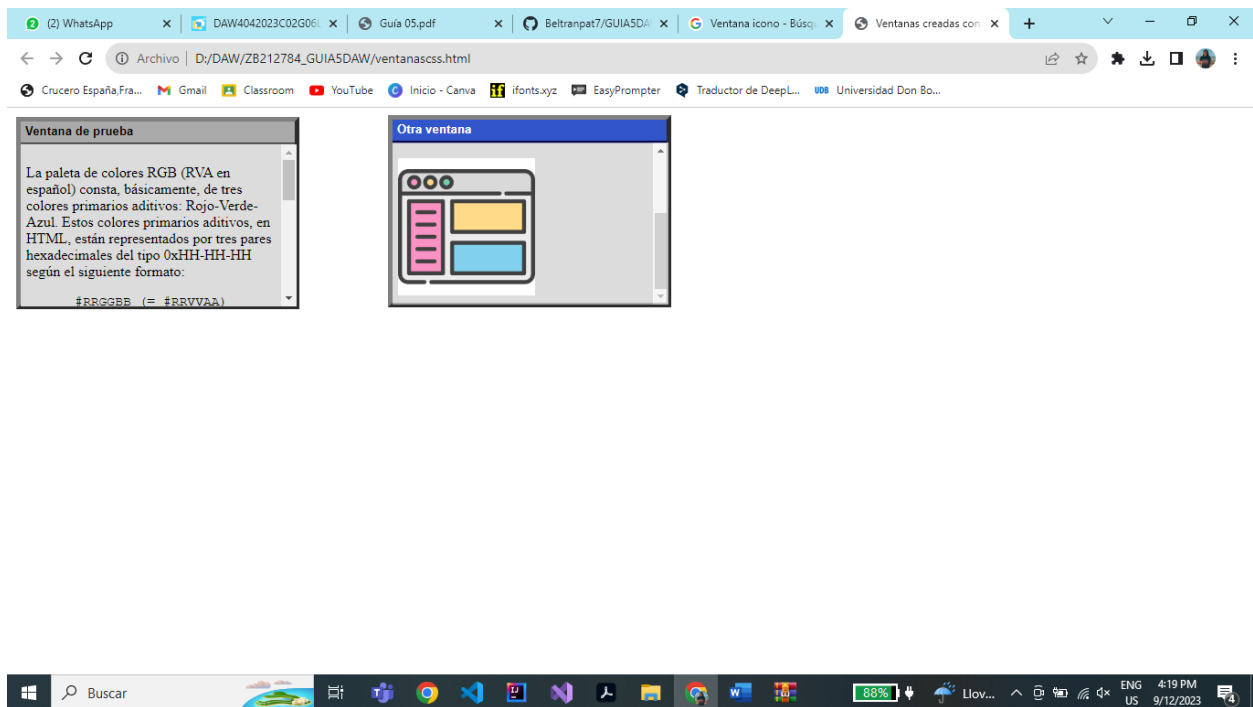 (2) WhatsApp
DAW4042023C02G06L
Guía 05.pdf
Beltranpat7/GUIA5DA
Ventana icono - Búsqu
Ventanas creadas con
Archivo D:/DAW/ZB212784_GUIA5DAW/ventanascss.html
Crucero España,Fra... Gmail Classroom YouTube Inicio - Canva ifonts.xyz EasyPrompter Traductor de DeepL... UDB Universidad Don Bo...
Ventana de prueba
La paleta de colores RGB (RVA en
español) consta, básicamente, de tres
colores primarios aditivos: Rojo-Verde-
Azul. Estos colores primarios aditivos, en
HTML, están representados por tres pares
hexadecimales del tipo 0xHH-HH-HH
según el siguiente formato:
#RRGGBB (= #RRVVAA)
Otra ventana
Buscar
88%
Llov...
ENG
US
4:19 PM
9/12/2023
4